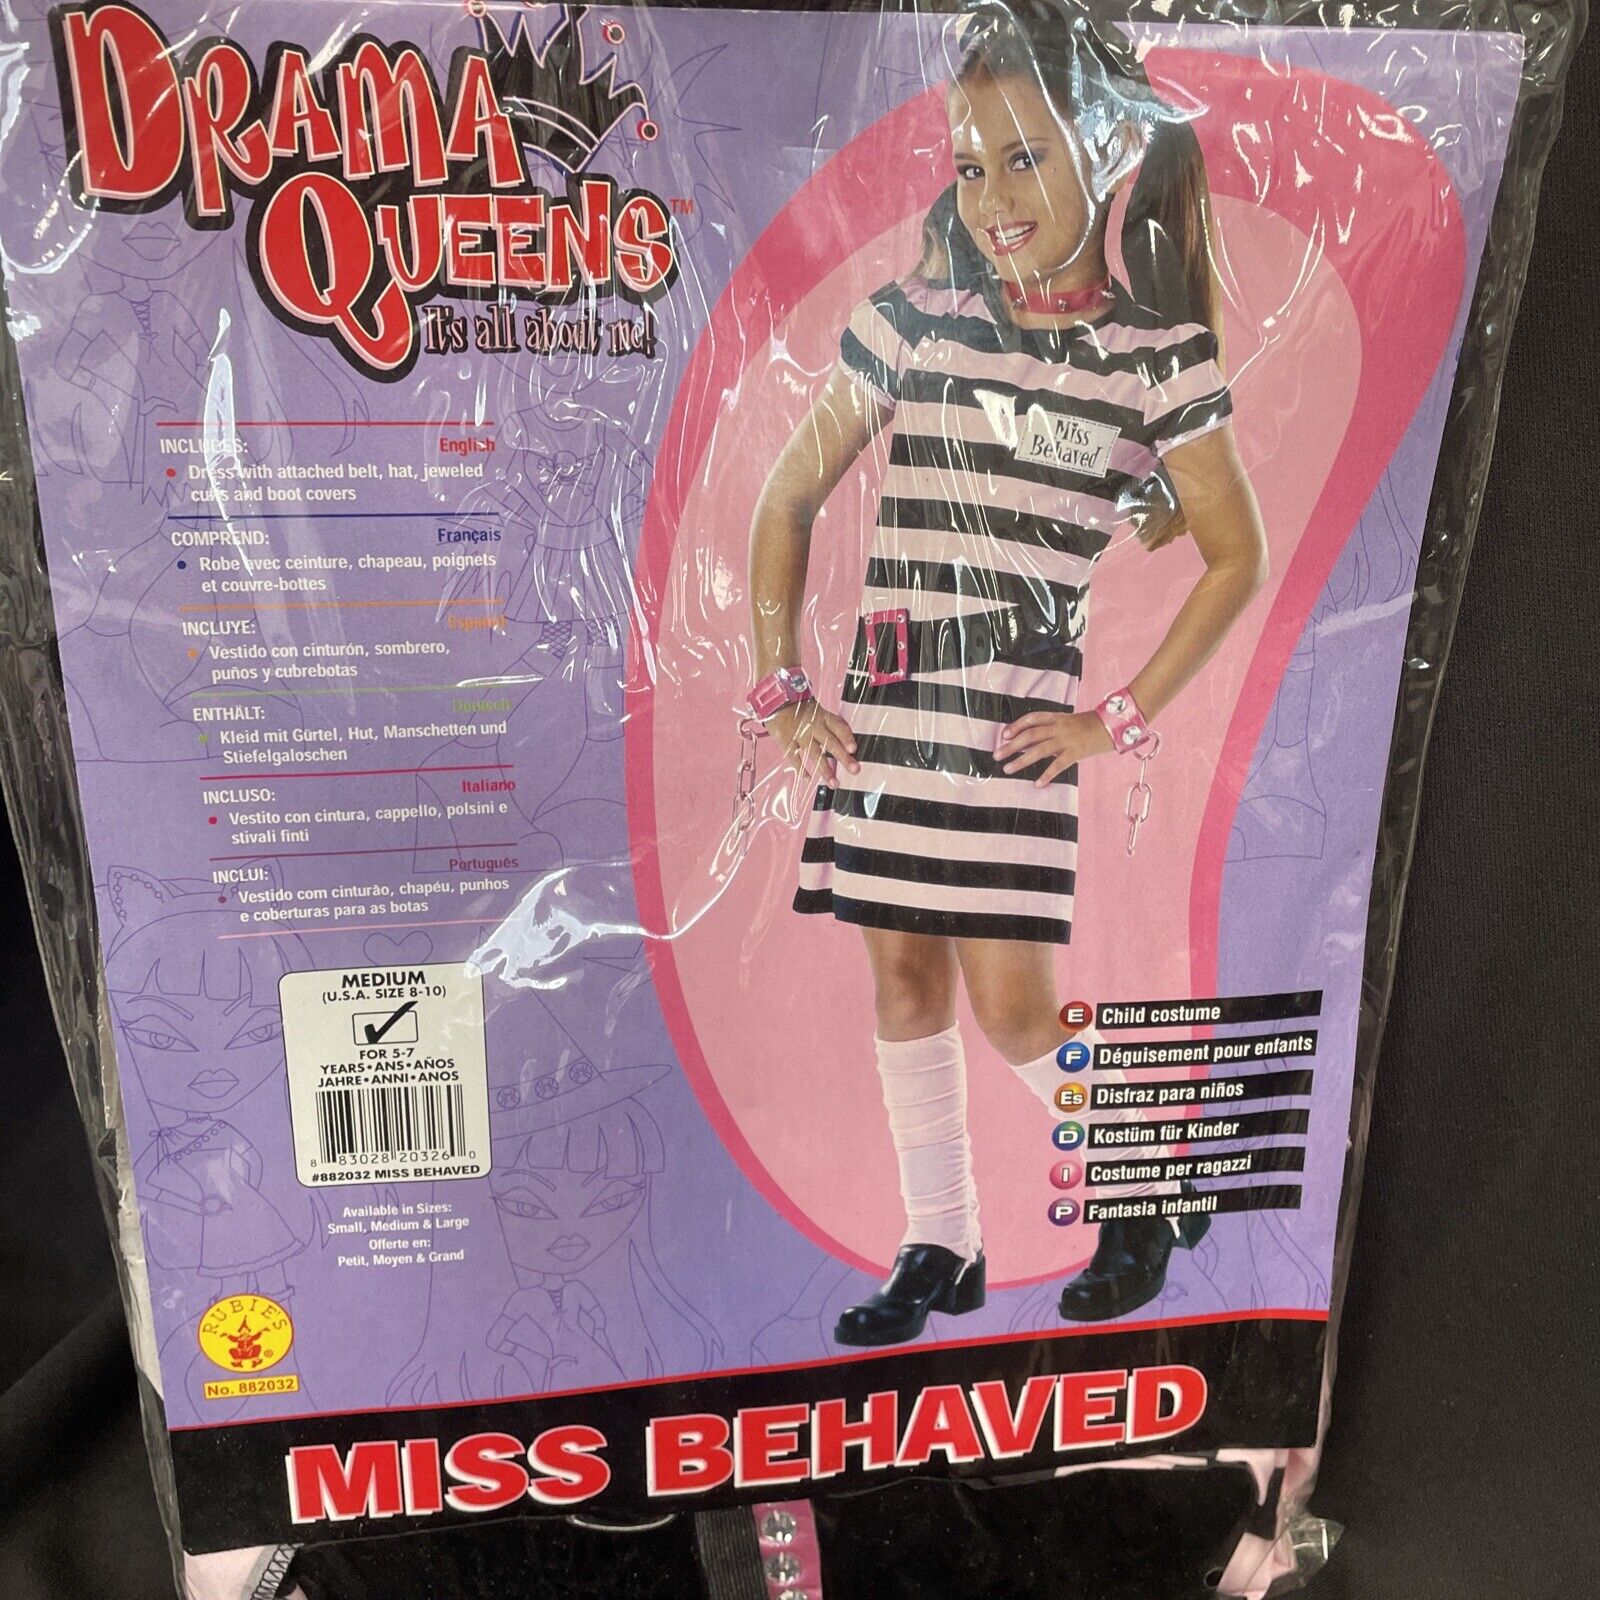 DRAMA
QUEENS™
It's all about me!
INCLUDES: English
• Dress with attached belt, hat, jeweled
cuffs and boot covers
COMPREND: Français
• Robe avec ceinture, chapeau, poignets
et couvre-bottes
INCLUYE: Español
• Vestido con cinturón, sombrero,
puños y cubrebotas
ENTHÄLT: Deutsch
• Kleid mit Gürtel, Hut, Manschetten und
Stiefelgaloschen
INCLUSO: Italiano
• Vestito con cintura, cappello, polsini e
stivali finti
INCLUI: Português
• Vestido com cinturão, chapéu, punhos
e coberturas para as botas
Miss
Behaved
MEDIUM
(U.S.A. SIZE 8-10)
FOR 5-7
YEARS•ANS•AÑOS
JAHRE•ANNI•ANOS
8 83028 20326 0
#882032 MISS BEHAVED
Available in Sizes:
Small, Medium & Large
Offerte en:
Petit, Moyen & Grand
E Child costume
F Déguisement pour enfants
Es Disfraz para niños
D Kostüm für Kinder
I Costume per ragazzi
P Fantasia infantil
RUBIE'S ®
No. 882032
MISS BEHAVED